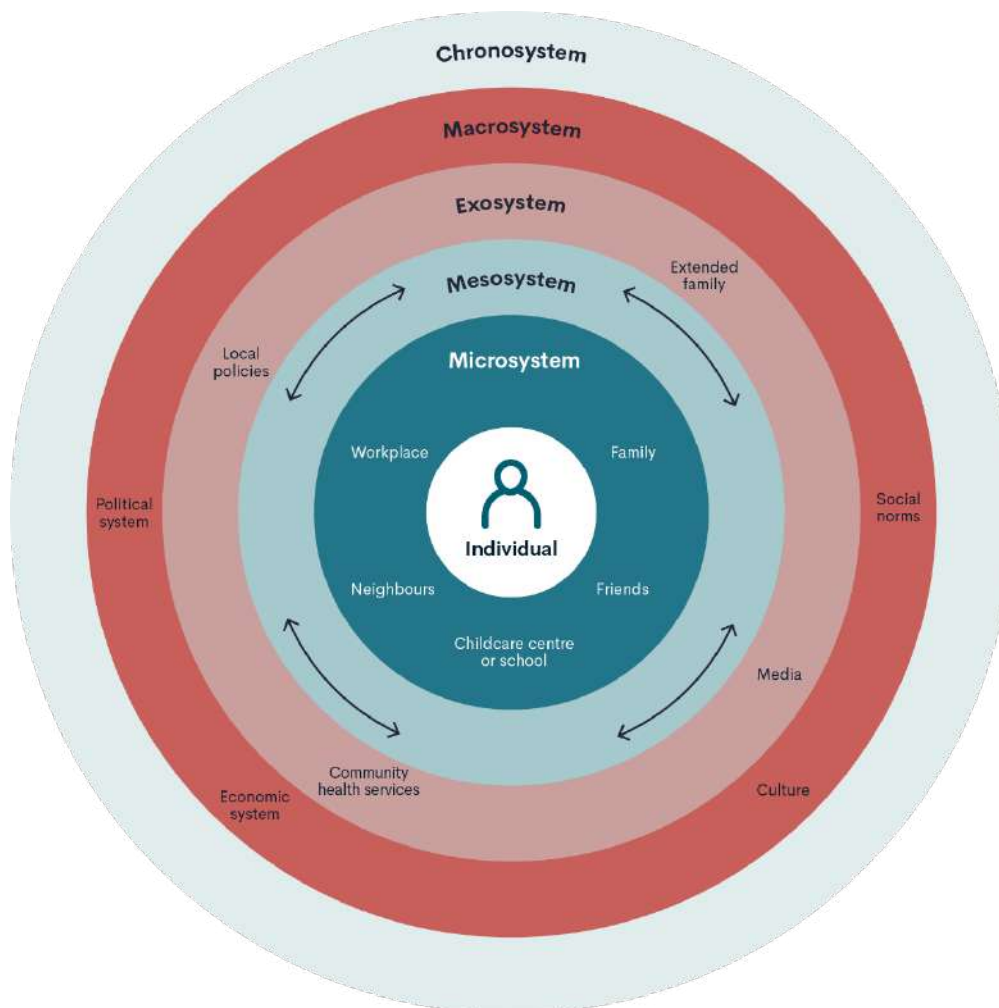 Chronosystem
Macrosystem
Exosystem
Extended
family
Mesosystem
Local
policies
Microsystem
Workplace
Family
Political
system
Social
norms
Individual
Neighbours
Friends
Childcare centre
or school
Media
Community
health services
Economic
system
Culture